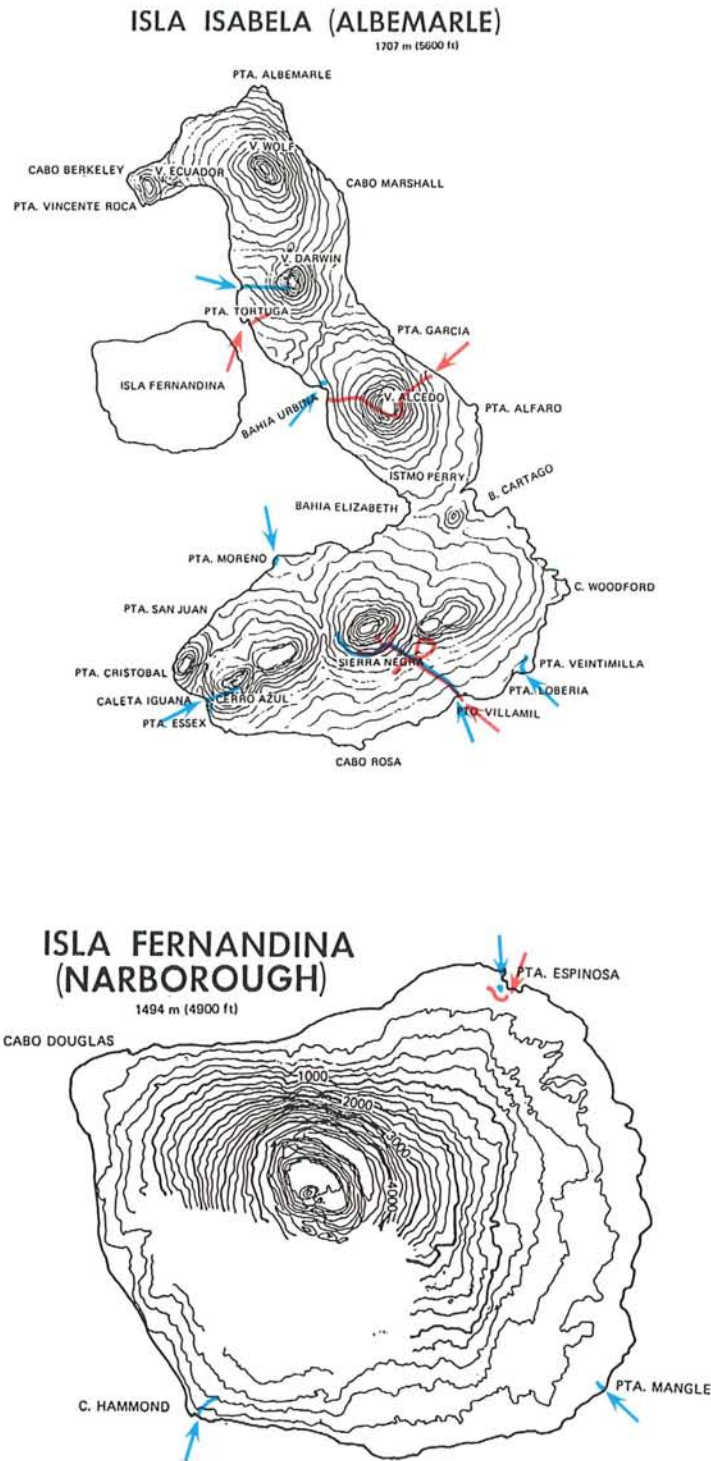 ISLA ISABELA (ALBEMARLE)
1707 m (5600 ft)
PTA. ALBEMARLE
V. WOLF
CABO BERKELEY
V. ECUADOR
CABO MARSHALL
PTA. VINCENTE ROCA
V. DARWIN
PTA. TORTUGA
PTA. GARCIA
ISLA FERNANDINA
V. ALCEDO
BAHIA URBINA
PTA. ALFARO
ISTMO PERRY
B. CARTAGO
BAHIA ELIZABETH
PTA. MORENO
C. WOODFORD
PTA. SAN JUAN
SIERRA NEGRA
PTA. VEINTIMILLA
PTA. CRISTOBAL
PTA. LOBERIA
CALETA IGUANA
CERRO AZUL
PTO. VILLAMIL
PTA. ESSEX
CABO ROSA
ISLA FERNANDINA
(NARBOROUGH)
1494 m (4900 ft)
PTA. ESPINOSA
CABO DOUGLAS
1000
2000
3000
4000
PTA. MANGLE
C. HAMMOND